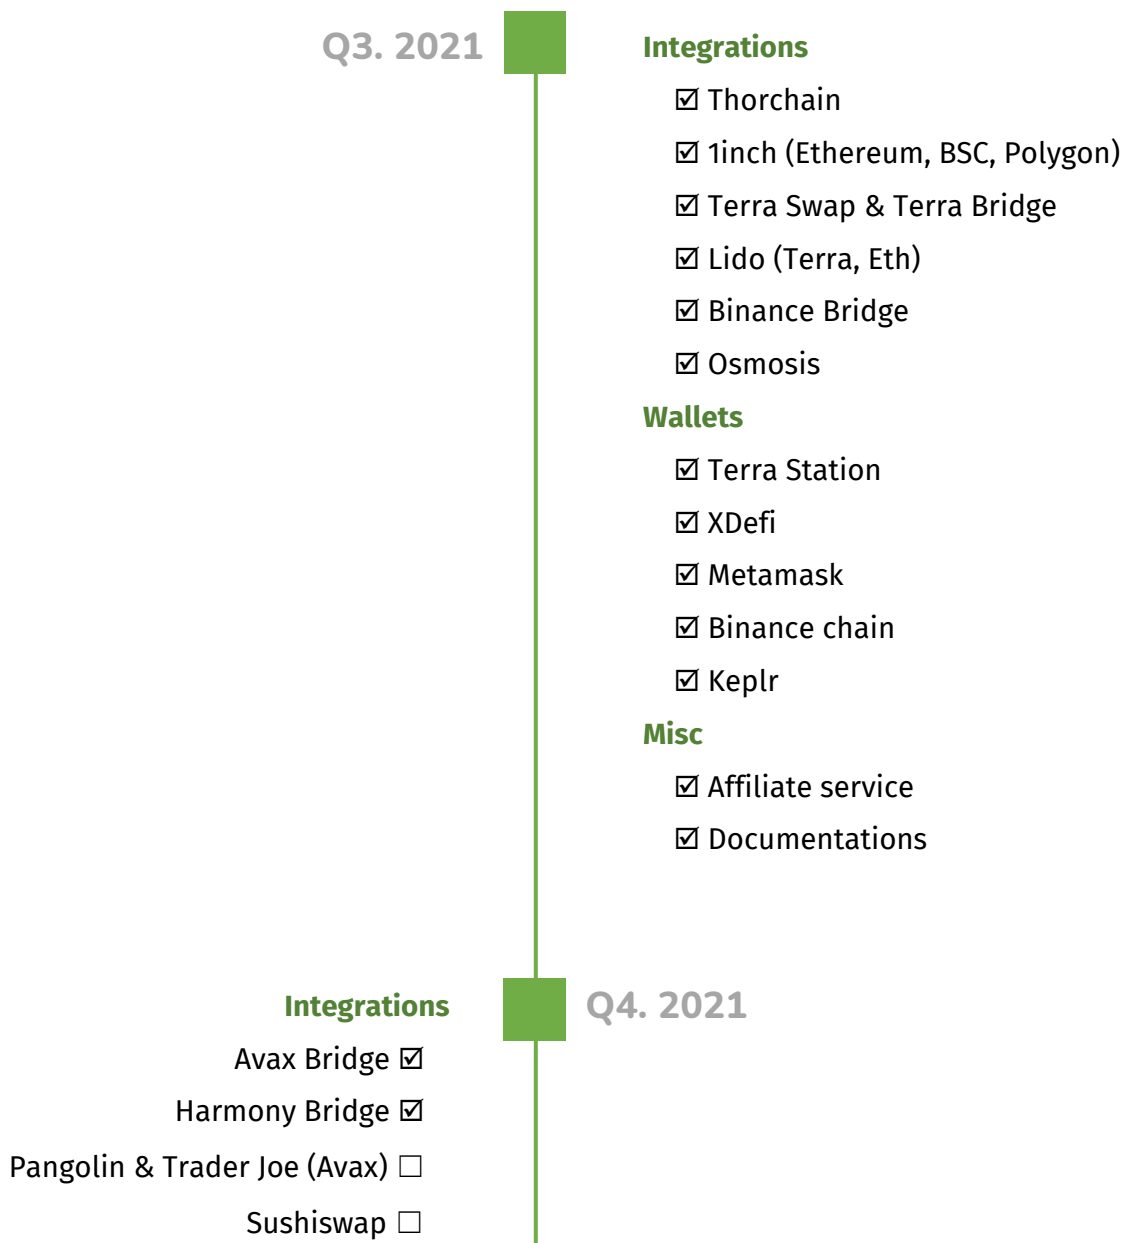 Q3. 2021
Integrations
☑ Thorchain
☑ 1inch (Ethereum, BSC, Polygon)
☑ Terra Swap & Terra Bridge
☑ Lido (Terra, Eth)
☑ Binance Bridge
☑ Osmosis
Wallets
☑ Terra Station
☑ XDefi
☑ Metamask
☑ Binance chain
☑ Keplr
Misc
☑ Affiliate service
☑ Documentations
Q4. 2021
Integrations
Avax Bridge ☑
Harmony Bridge ☑
Pangolin & Trader Joe (Avax) ☐
Sushiswap ☐